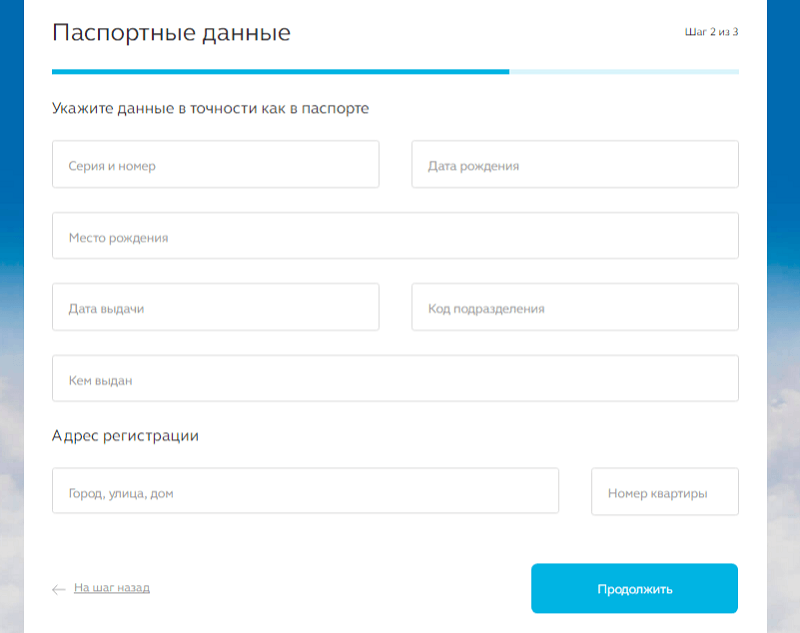 Паспортные данные
Шаг 2 из 3
Укажите данные в точности как в паспорте
Серия и номер
Дата рождения
Место рождения
Дата выдачи
Код подразделения
Кем выдан
Адрес регистрации
Город, улица, дом
Номер квартиры
На шаг назад
Продолжить